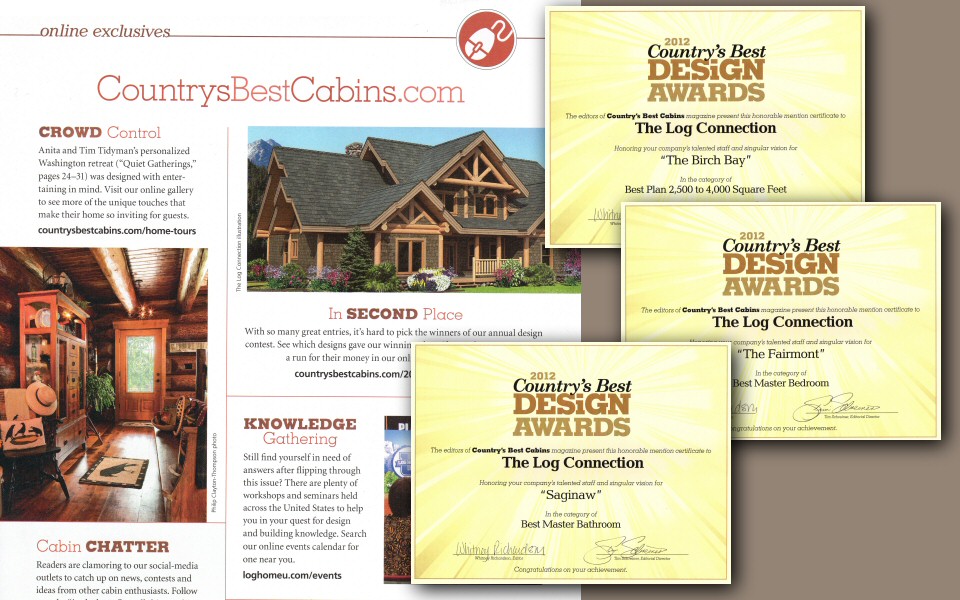 online exclusives
CountrysBestCabins.com
CROWD Control
Anita and Tim Tidyman's personalized
Washington retreat ("Quiet Gatherings,"
pages 24–31) was designed with enter-
taining in mind. Visit our online gallery
to see more of the unique touches that
make their home so inviting for guests.
countrysbestcabins.com/home-tours
The Log Connection illustration
In SECOND Place
With so many great entries, it's hard to pick the winners of our annual design
contest. See which designs gave our
a run for their money in our
countrysbestcabins.com/20
Philip Clayton-Thompson photo
KNOWLEDGE
Gathering
Still find yourself in need of
answers after flipping through
this issue? There are plenty of
workshops and seminars held
across the United States to help
you in your quest for design
and building knowledge. Search
our online events calendar for
one near you.
loghomeu.com/events
Cabin CHATTER
Readers are clamoring to our social-media
outlets to catch up on news, contests and
ideas from other cabin enthusiasts. Follow
2012
Country's Best
DESiGN
AWARDS
The editors of Country's Best Cabins magazine present this honorable mention certificate to
The Log Connection
Honoring your company's talented staff and singular vision for
"The Birch Bay"
In the category of
Best Plan 2,500 to 4,000 Square Feet
2012
Country's Best
DESiGN
AWARDS
The editors of Country's Best Cabins magazine present this honorable mention certificate to
The Log Connection
Honoring your company's talented staff and singular vision for
"The Fairmont"
In the category of
Best Master Bedroom
Congratulations on your achievement.
2012
Country's Best
DESiGN
AWARDS
The editors of Country's Best Cabins magazine present this honorable mention certificate to
The Log Connection
Honoring your company's talented staff and singular vision for
"Saginaw"
In the category of
Best Master Bathroom
Whitney Richardson
Whitney Richardson, Editor
Congratulations on your achievement.